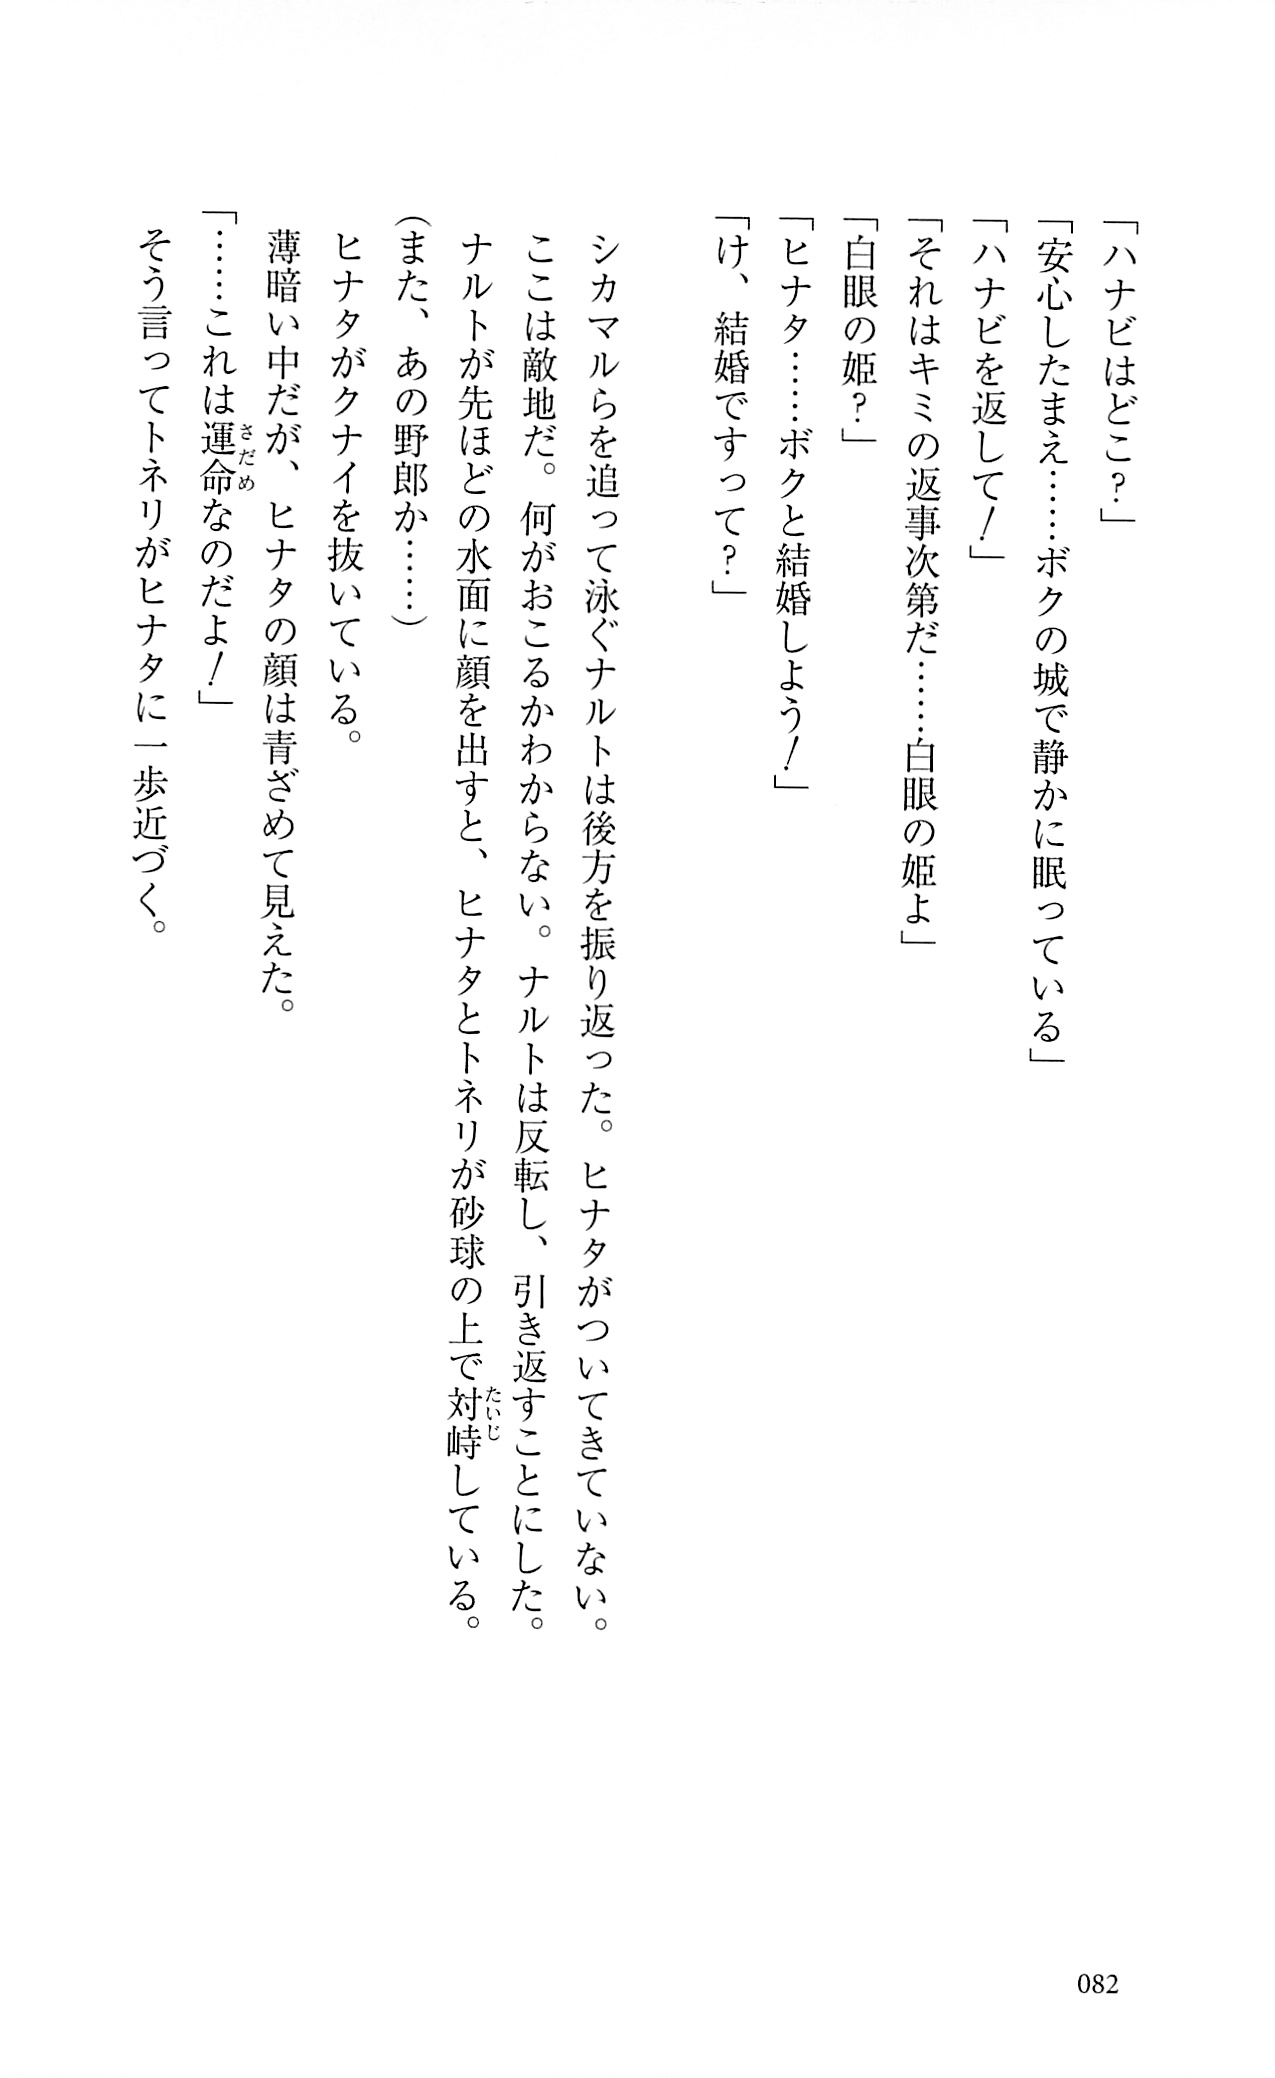 「ハナビはどこ？」
「安心したまえ……ボクの城で静かに眠っている」
「ハナビを返して！」
「それはキミの返事次第だ……白眼の姫よ」
「白眼の姫？」
「ヒナタ……ボクと結婚しよう！」
「け、結婚ですって？」
シカマルらを追って泳ぐナルトは後方を振り返った。ヒナタがついてきていない。
ここは敵地だ。何がおこるかわからない。ナルトは反転し、引き返すことにした。
ナルトが先ほどの水面に顔を出すと、ヒナタとトネリが砂球の上で対峙している。
たいじ
（また、あの野郎か……）
ヒナタがクナイを抜いている。
薄暗い中だが、ヒナタの顔は青ざめて見えた。
「……これは運命なのだよ！」
さだめ
そう言ってトネリがヒナタに一歩近づく。
082